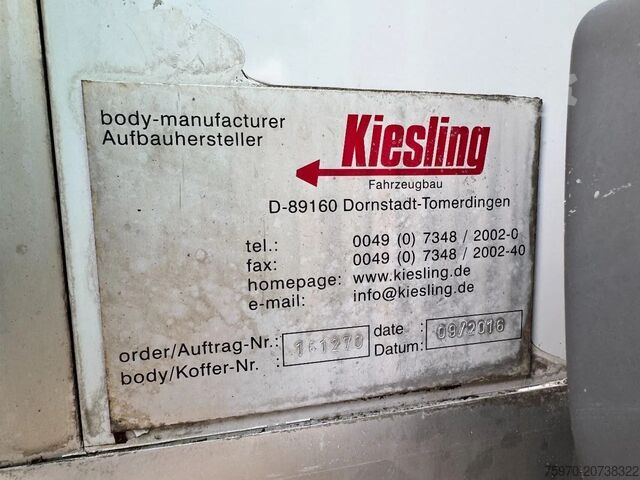 body-manufacturer
Aufbauhersteller
Kiesling
Fahrzeugbau
D-89160 Dornstadt-Tomerdingen
tel.: 0049 (0) 7348 / 2002-0
fax: 0049 (0) 7348 / 2002-40
homepage: www.kiesling.de
e-mail: info@kiesling.de
order/Auftrag-Nr.: 161270 date : 09/2016
body/Koffer-Nr. : Datum:
75970-20738322